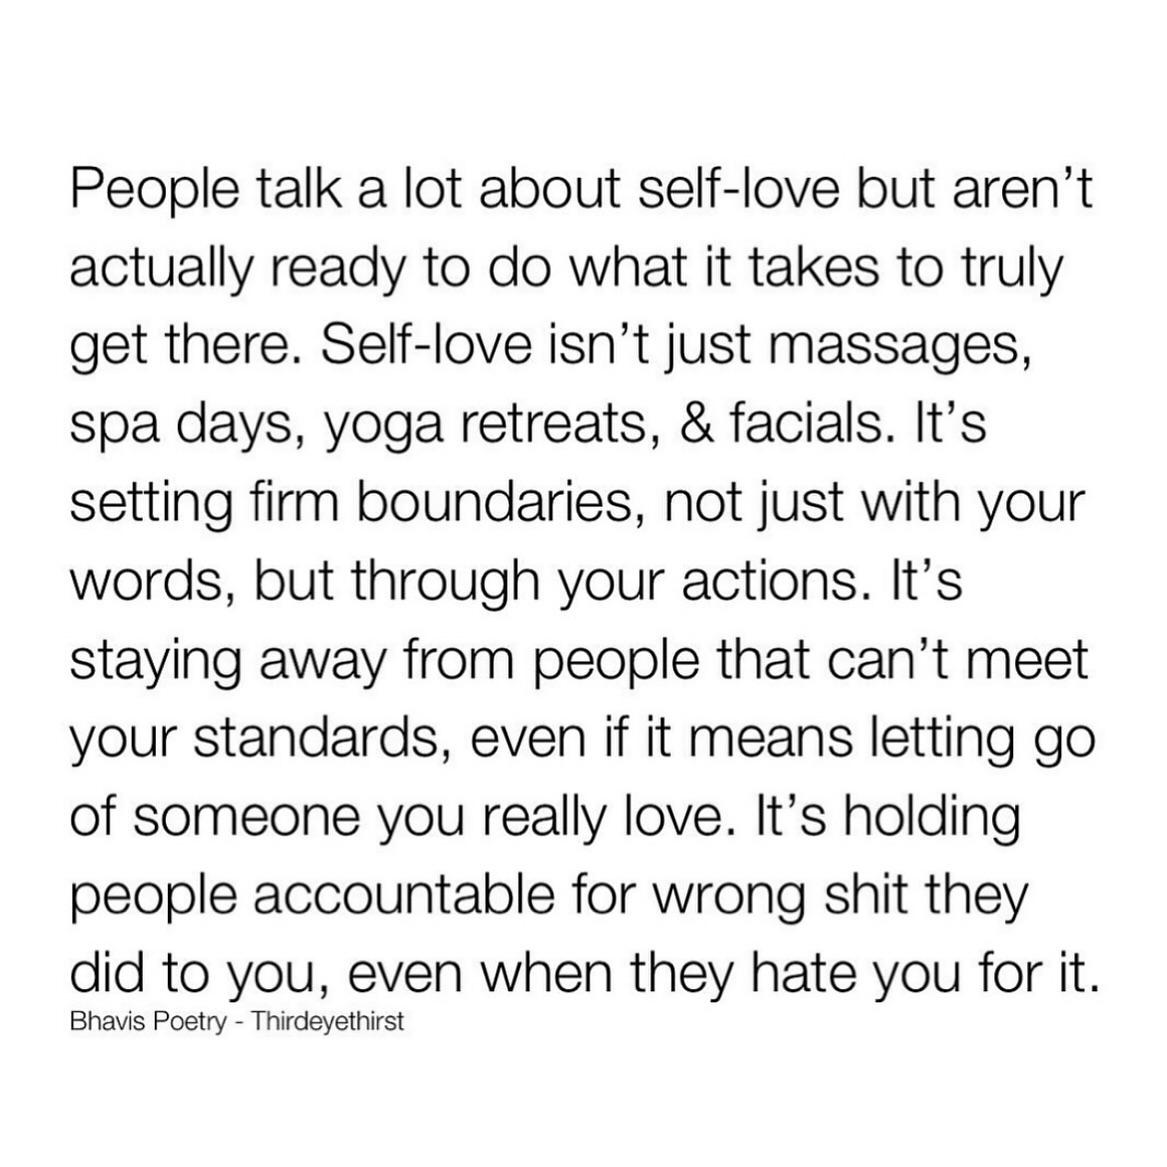 People talk a lot about self-love but aren’t
actually ready to do what it takes to truly
get there. Self-love isn’t just massages,
spa days, yoga retreats, & facials. It’s
setting firm boundaries, not just with your
words, but through your actions. It’s
staying away from people that can’t meet
your standards, even if it means letting go
of someone you really love. It’s holding
people accountable for wrong shit they
did to you, even when they hate you for it.
Bhavis Poetry - Thirdeyethirst